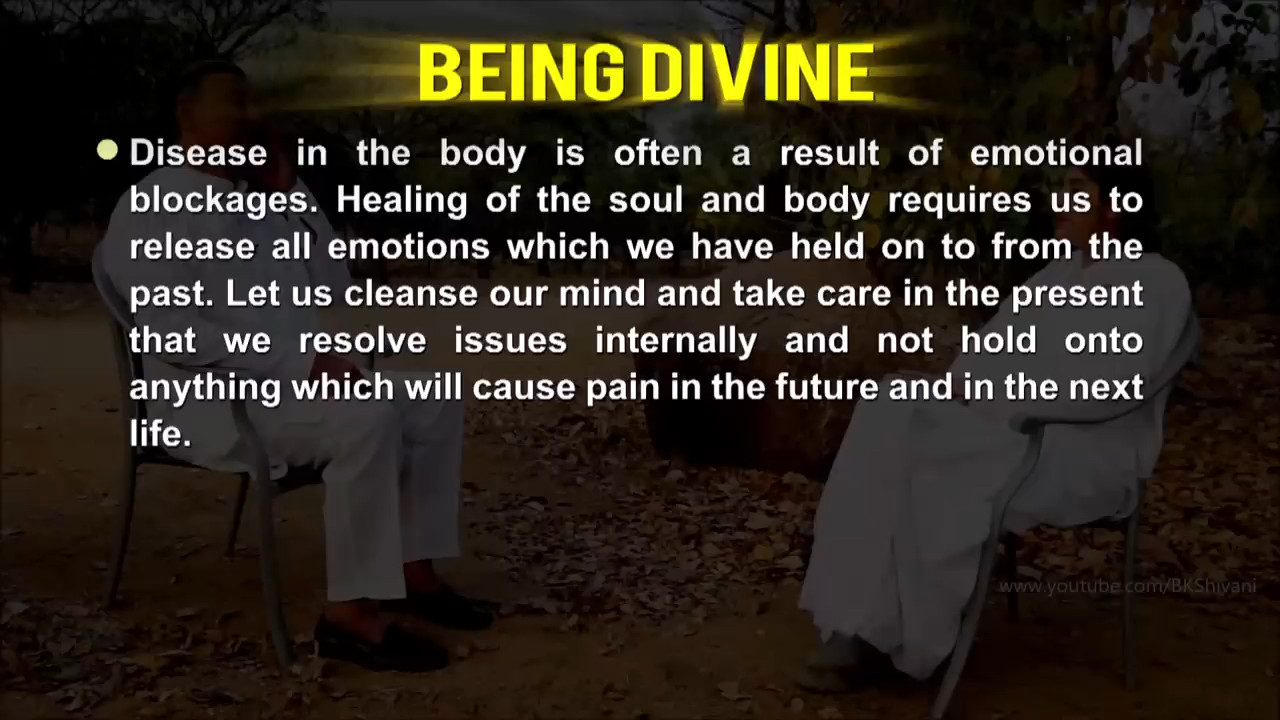 BEING DIVINE
Disease in the body is often a result of emotional
blockages. Healing of the soul and body requires us to
release all emotions which we have held on to from the
past. Let us cleanse our mind and take care in the present
that we resolve issues internally and not hold onto
anything which will cause pain in the future and in the next
life.
www.youtube.com/BKShivani